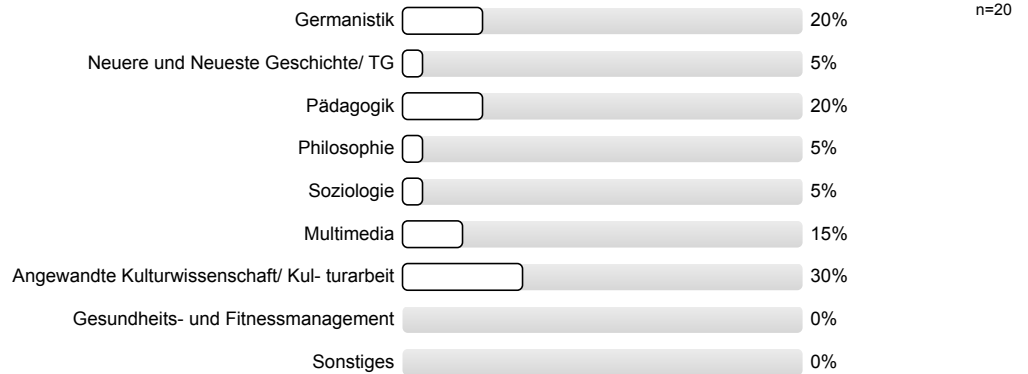 n=20
Germanistik 20%
Neuere und Neueste Geschichte/ TG 5%
Pädagogik 20%
Philosophie 5%
Soziologie 5%
Multimedia 15%
Angewandte Kulturwissenschaft/ Kul- turarbeit 30%
Gesundheits- und Fitnessmanagement 0%
Sonstiges 0%